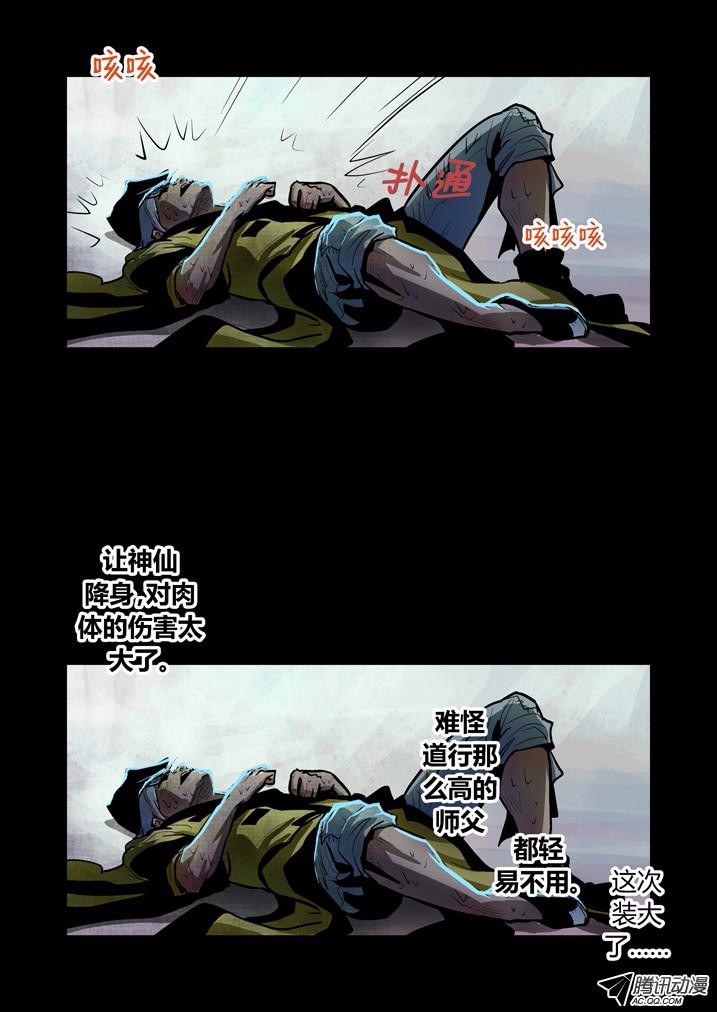 咳咳
扑通
咳咳咳
让神仙
降身,对肉
体的伤害太
大了。
难怪
道行那
么高的
师父
都轻
易不用。
这次
装大
了......
腾讯动漫
AC.QQ.COM